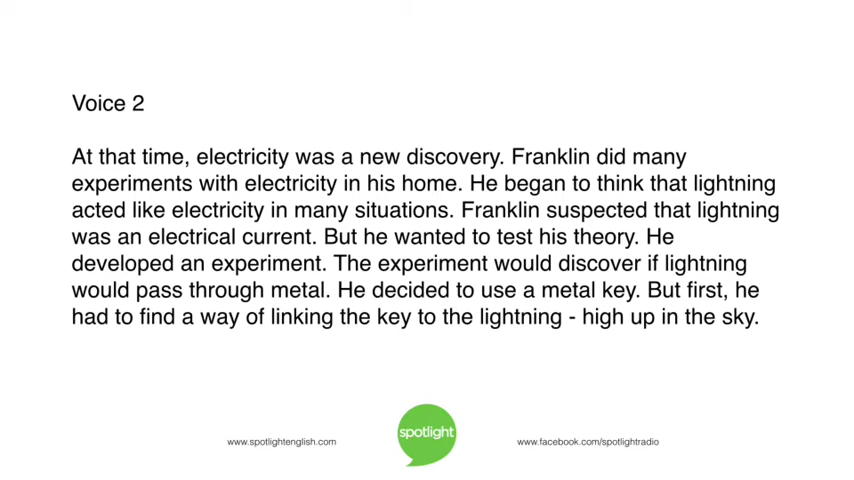 Voice 2
At that time, electricity was a new discovery. Franklin did many
experiments with electricity in his home. He began to think that lightning
acted like electricity in many situations. Franklin suspected that lightning
was an electrical current. But he wanted to test his theory. He
developed an experiment. The experiment would discover if lightning
would pass through metal. He decided to use a metal key. But first, he
had to find a way of linking the key to the lightning - high up in the sky.
www.spotlightenglish.com
spotlight
www.facebook.com/spotlightradio